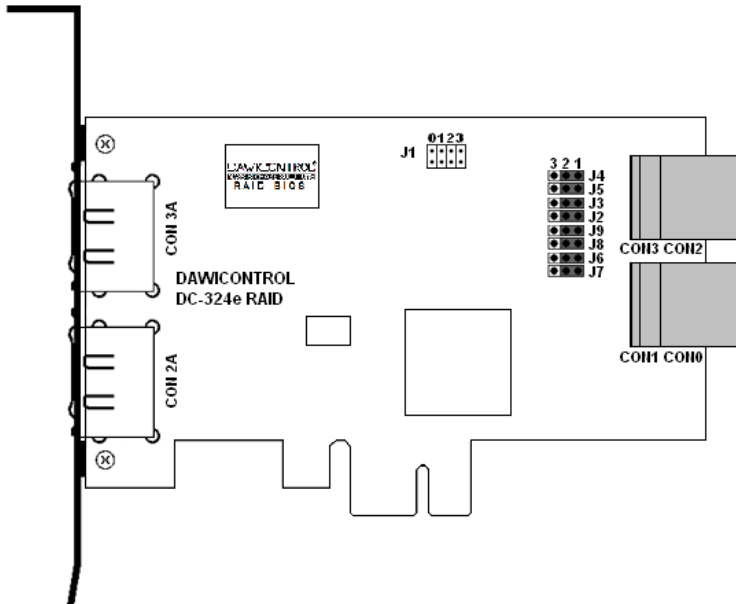 0123
J1
DAWICONTROL
RAID BIOS
3 2 1
J4
J5
J3
J2
J9
J8
J6
J7
CON 3A
CON3 CON2
DAWICONTROL
DC-324e RAID
CON 2A
CON1 CON0